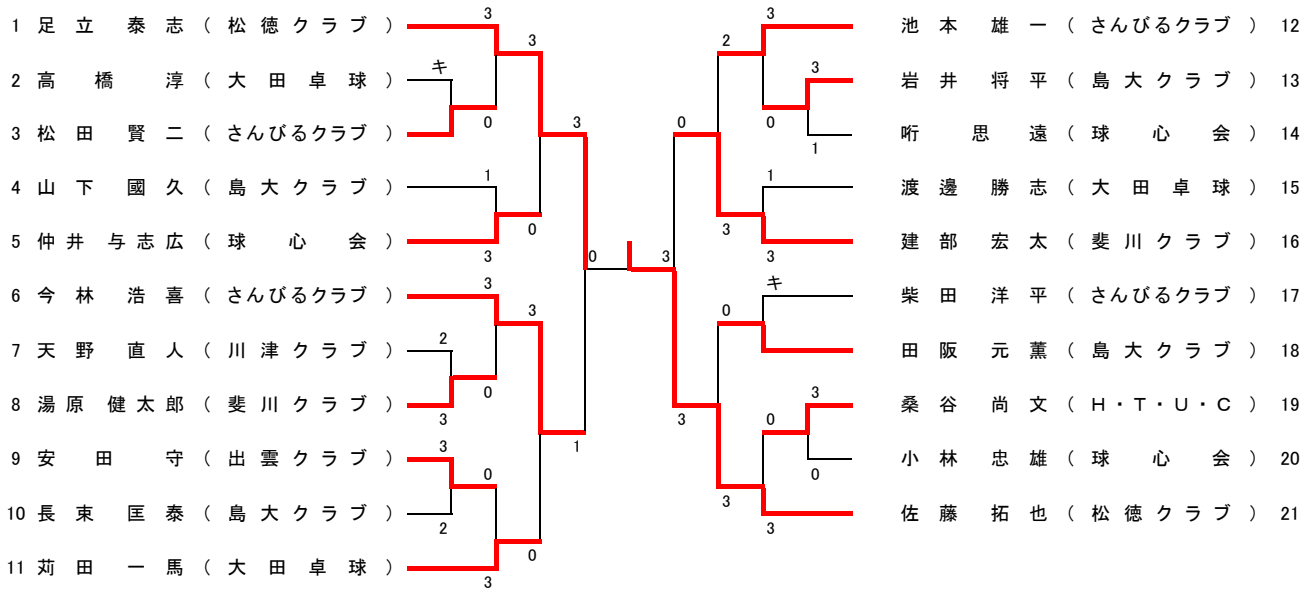 1 足立 泰志 ( 松徳クラブ ) 3
3
2 高橋 淳 ( 大田卓球 ) キ
0
3 松田 賢二 ( さんびるクラブ ) 3
4 山下 國久 ( 島大クラブ ) 1
0
5 仲井 与志広 ( 球心会 ) 3
0
6 今林 浩喜 ( さんびるクラブ ) 3
3
7 天野 直人 ( 川津クラブ ) 2
0
8 湯原 健太郎 ( 斐川クラブ ) 3
1
9 安田 守 ( 出雲クラブ ) 3
0
10 長束 匡泰 ( 島大クラブ ) 2
0
11 苅田 一馬 ( 大田卓球 ) 3
3 池本 雄一 ( さんびるクラブ ) 12
2
3 岩井 将平 ( 島大クラブ ) 13
0
1 哘 思遠 ( 球心会 ) 14
0
1 渡邊 勝志 ( 大田卓球 ) 15
3
3 建部 宏太 ( 斐川クラブ ) 16
3
キ 柴田 洋平 ( さんびるクラブ ) 17
0
田阪 元薫 ( 島大クラブ ) 18
3
3 桑谷 尚文 ( H・T・U・C ) 19
0
0 小林 忠雄 ( 球心会 ) 20
3
3 佐藤 拓也 ( 松徳クラブ ) 21